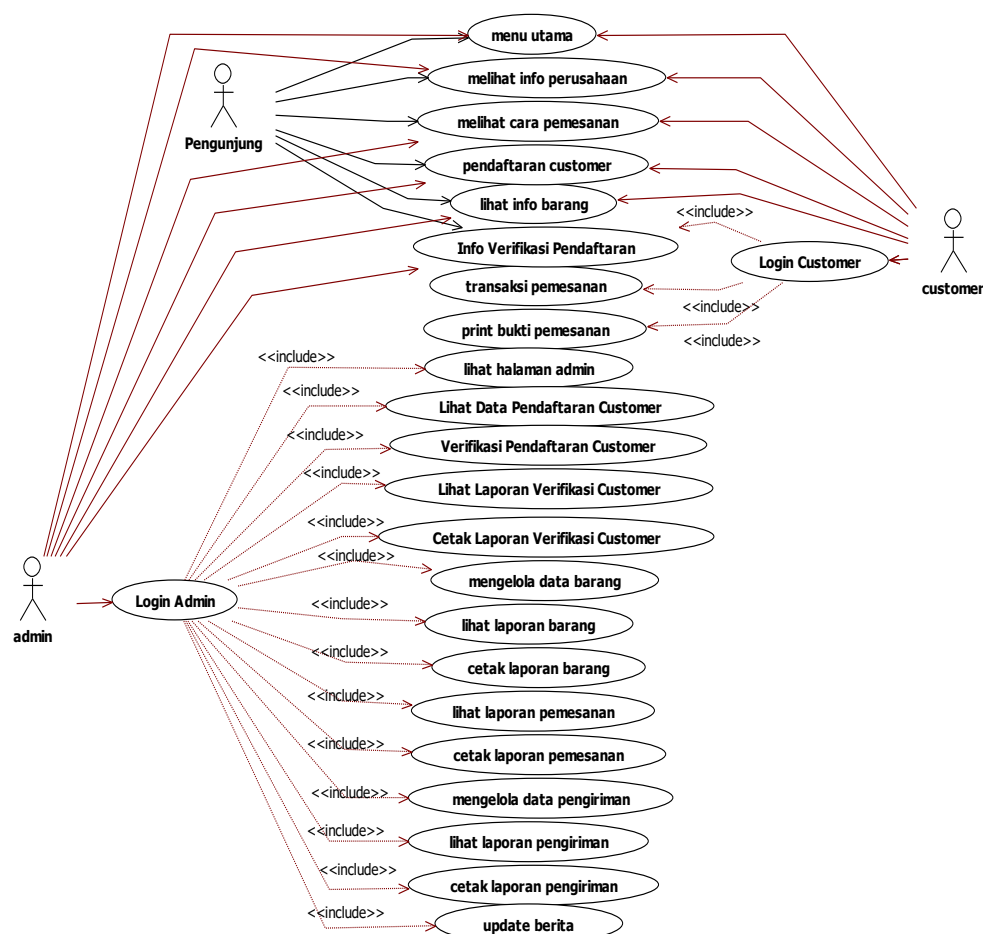 menu utama
melihat info perusahaan
Pengunjung
melihat cara pemesanan
pendaftaran customer
lihat info barang
<<include>>
Info Verifikasi Pendaftaran
Login Customer
customer
transaksi pemesanan
<<include>>
print bukti pemesanan
<<include>>
<<include>>
lihat halaman admin
<<include>>
Lihat Data Pendaftaran Customer
<<include>>
Verifikasi Pendaftaran Customer
<<include>>
Lihat Laporan Verifikasi Customer
<<include>>
Cetak Laporan Verifikasi Customer
<<include>>
mengelola data barang
Login Admin
admin
<<include>>
lihat laporan barang
<<include>>
cetak laporan barang
<<include>>
lihat laporan pemesanan
<<include>>
cetak laporan pemesanan
<<include>>
mengelola data pengiriman
<<include>>
lihat laporan pengiriman
<<include>>
cetak laporan pengiriman
<<include>>
update berita